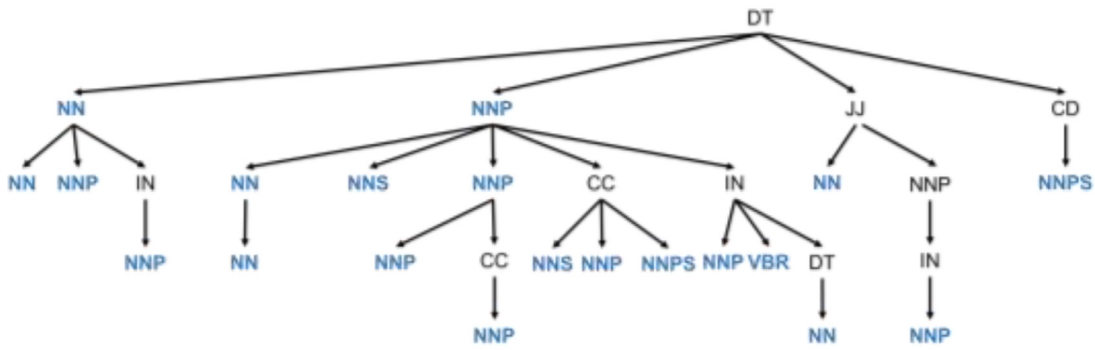 DT
NN NNP JJ CD
NN NNP IN NN NNS NNP CC IN NN NNP NNPS
NNP NN NNP CC NNS NNP NNPS NNP VBR DT IN
NNP NN NNP